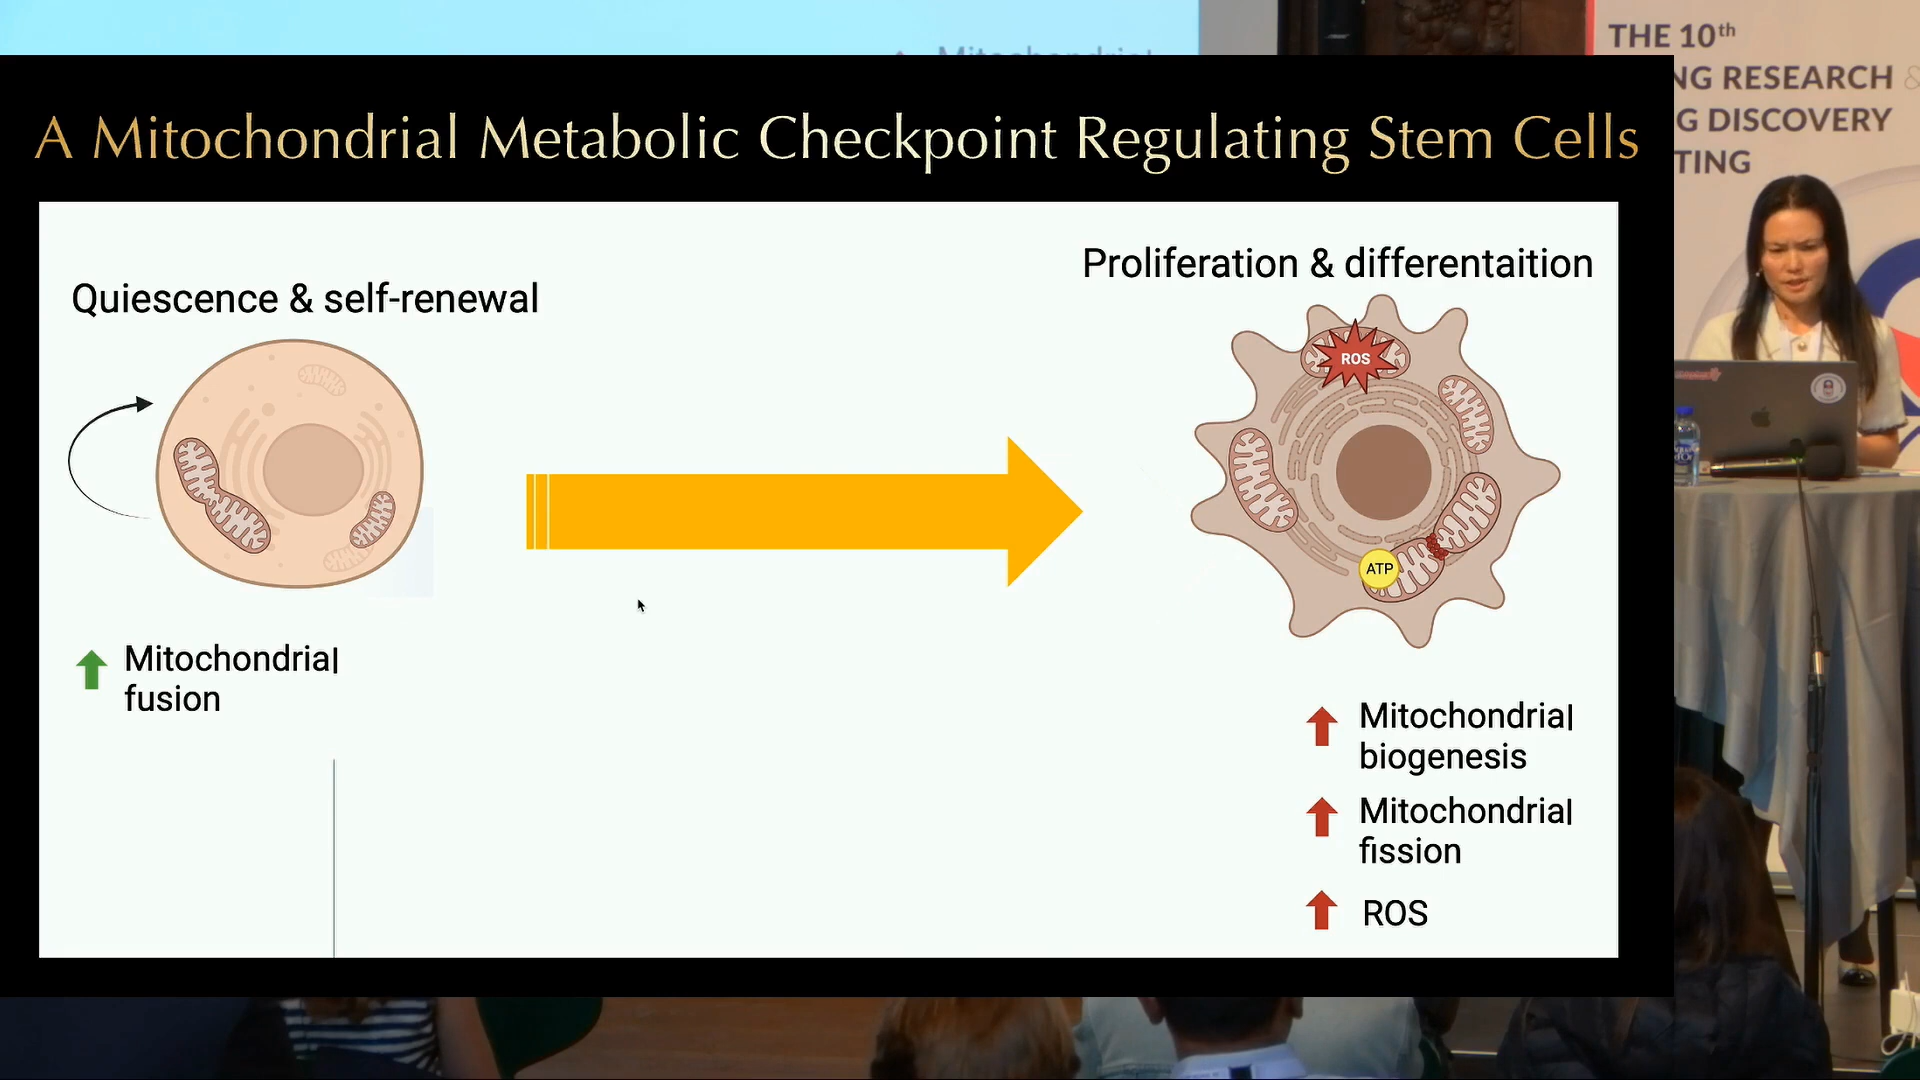 Mitochondrial
THE 10th
NG RESEARCH &
G DISCOVERY
TING
A Mitochondrial Metabolic Checkpoint Regulating Stem Cells
Quiescence & self-renewal
Proliferation & differentaition
ROS
ATP
Mitochondrial
fusion
Mitochondrial
biogenesis
Mitochondrial
fission
ROS